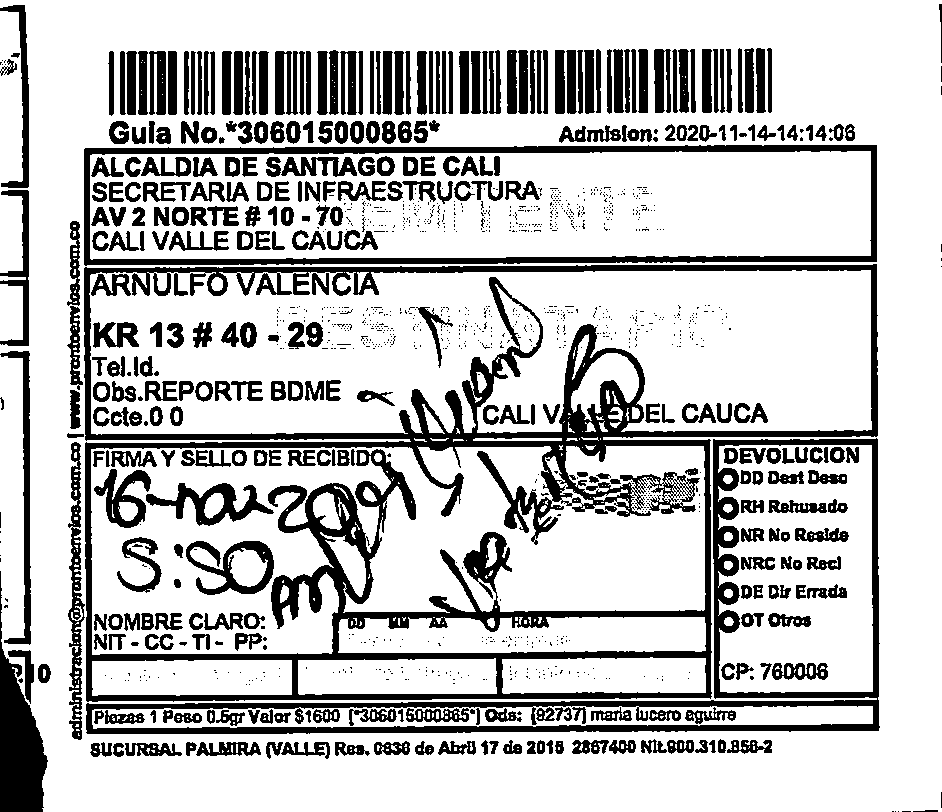 Guia No.*306015000865*
Admision: 2020-11-14-14:14:06
ALCALDIA DE SANTIAGO DE CALI
SECRETARIA DE INFRAESTRUCTURA
REMITENTE
AV 2 NORTE # 10 - 70
CALI VALLE DEL CAUCA
www.prontoenvios.com.co
ARNULFO VALENCIA
DESTINATARIO
KR 13 # 40 - 29
Tel.Id.
Obs.REPORTE BDME
Ccte.0 0
CALI VALLE DEL CAUCA
administracion@prontoenvios.com.co
FIRMA Y SELLO DE RECIBIDO:
16-nov-20
5:50
NOMBRE CLARO:
NIT - CC - TI - PP:
DD MM AA HORA
DEVOLUCION
DD Dest Desc
RH Rehusado
NR No Reside
NRC No Recl
DE Dir Errada
OT Otros
CP: 760006
Piezas 1 Peso 0.5gr Valor $1600 [*306015000865*] Ods: [92737] maria lucero aguirre
SUCURSAL PALMIRA (VALLE) Res. 0636 de Abril 17 de 2015 2867400 Nit.900.310.856-2